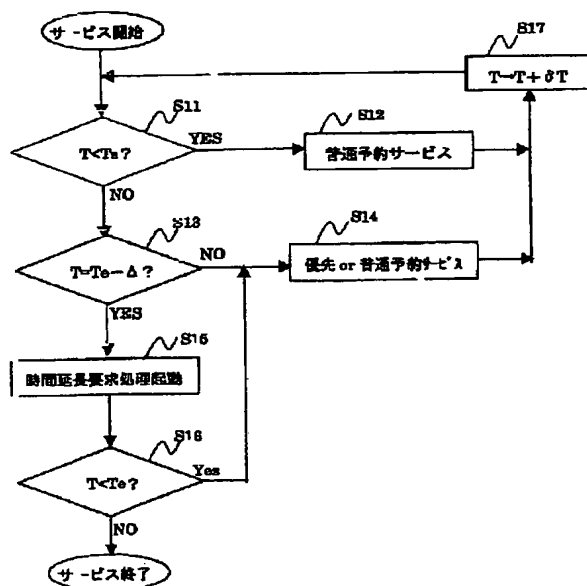 サービス開始
S17
T→T+δT
S11
T<Ts?
YES
S12
普通予約サービス
NO
S13
T=Te-Δ?
NO
S14
優先 or 普通予約サービス
YES
S15
時間延長要求処理起動
S16
T<Te?
Yes
NO
サービス終了